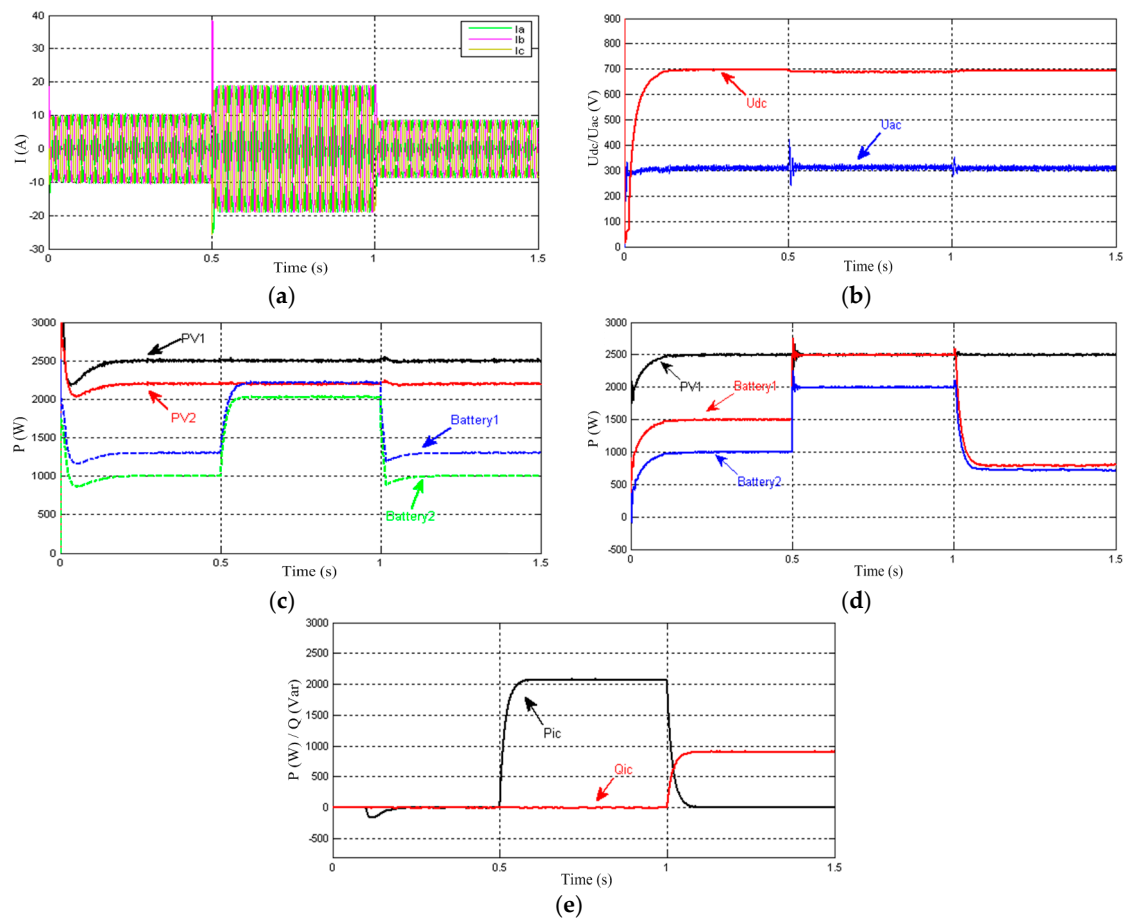 40
30
20
10
0
-10
-20
-30
I (A)
Ia
Ib
Ic
0
0.5
1
1.5
Time (s)
(a)
900
800
700
600
500
400
300
200
100
0
Udc/Uac (V)
Udc
Uac
0
0.5
1
1.5
Time (s)
(b)
3000
2500
2000
1500
1000
500
0
P (W)
PV1
PV2
Battery1
Battery2
0
0.5
1
1.5
Time (s)
(c)
3000
2500
2000
1500
1000
500
0
-500
P (W)
PV1
Battery1
Battery2
0
0.5
1
1.5
Time (s)
(d)
3000
2500
2000
1500
1000
500
0
-500
P (W) / Q (Var)
Pic
Qic
0
0.5
1
1.5
Time (s)
(e)